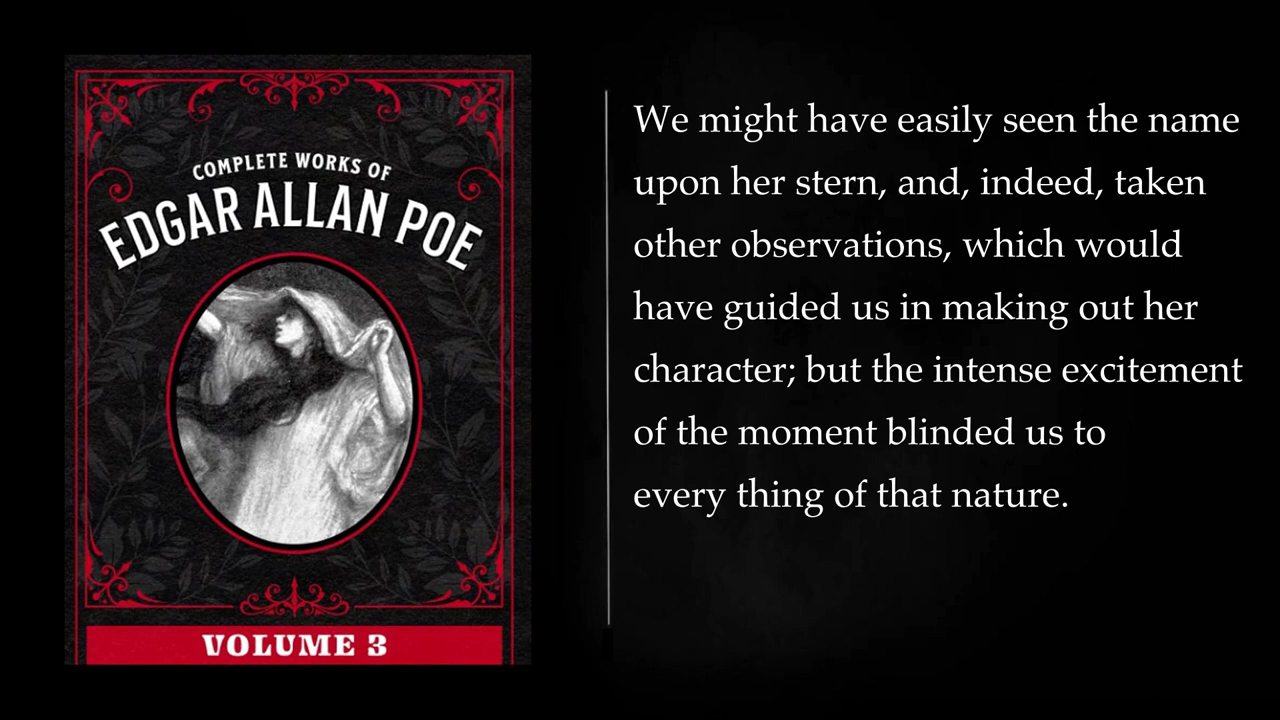 COMPLETE WORKS OF
EDGAR ALLAN POE
VOLUME 3
We might have easily seen the name
upon her stern, and, indeed, taken
other observations, which would
have guided us in making out her
character; but the intense excitement
of the moment blinded us to
every thing of that nature.